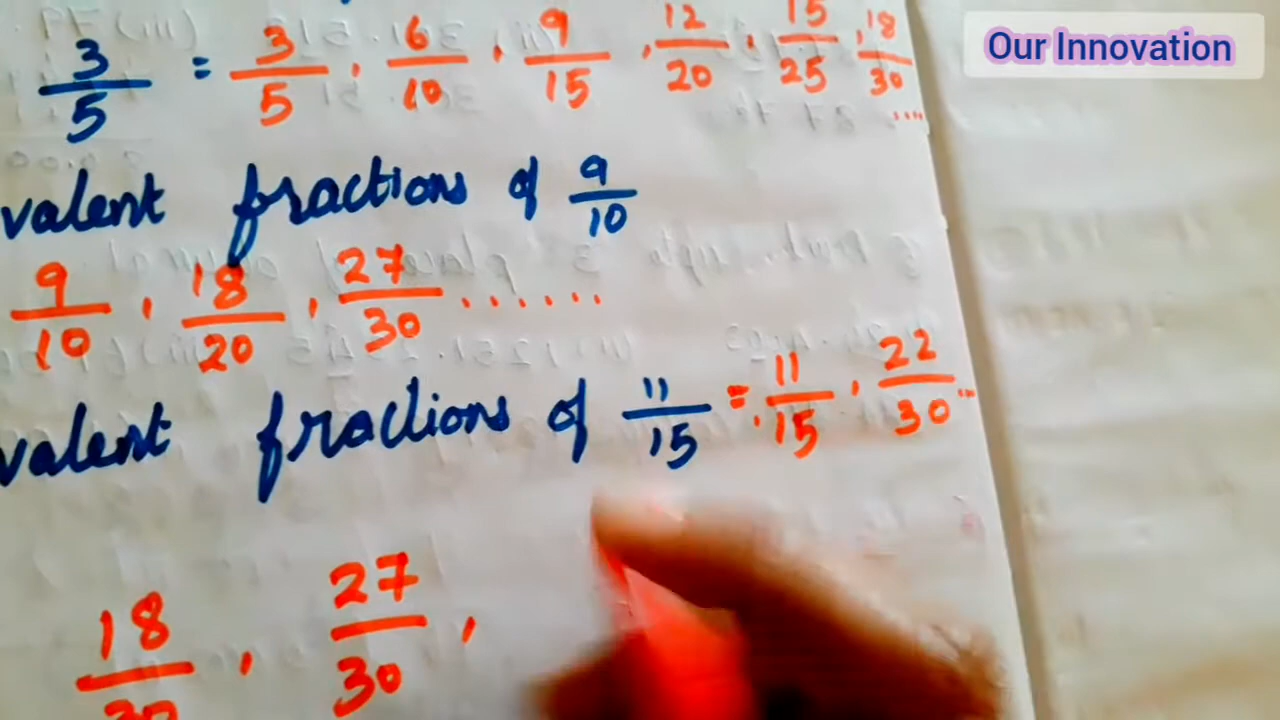 Our Innovation
3/5 = 3/5, 6/10, 9/15, 12/20, 15/25, 18/30 ....
valent fractions of 9/10
9/10, 18/20, 27/30 ......
valent fractions of 11/15 = 11/15, 22/30 ...
18/30, 27/30,